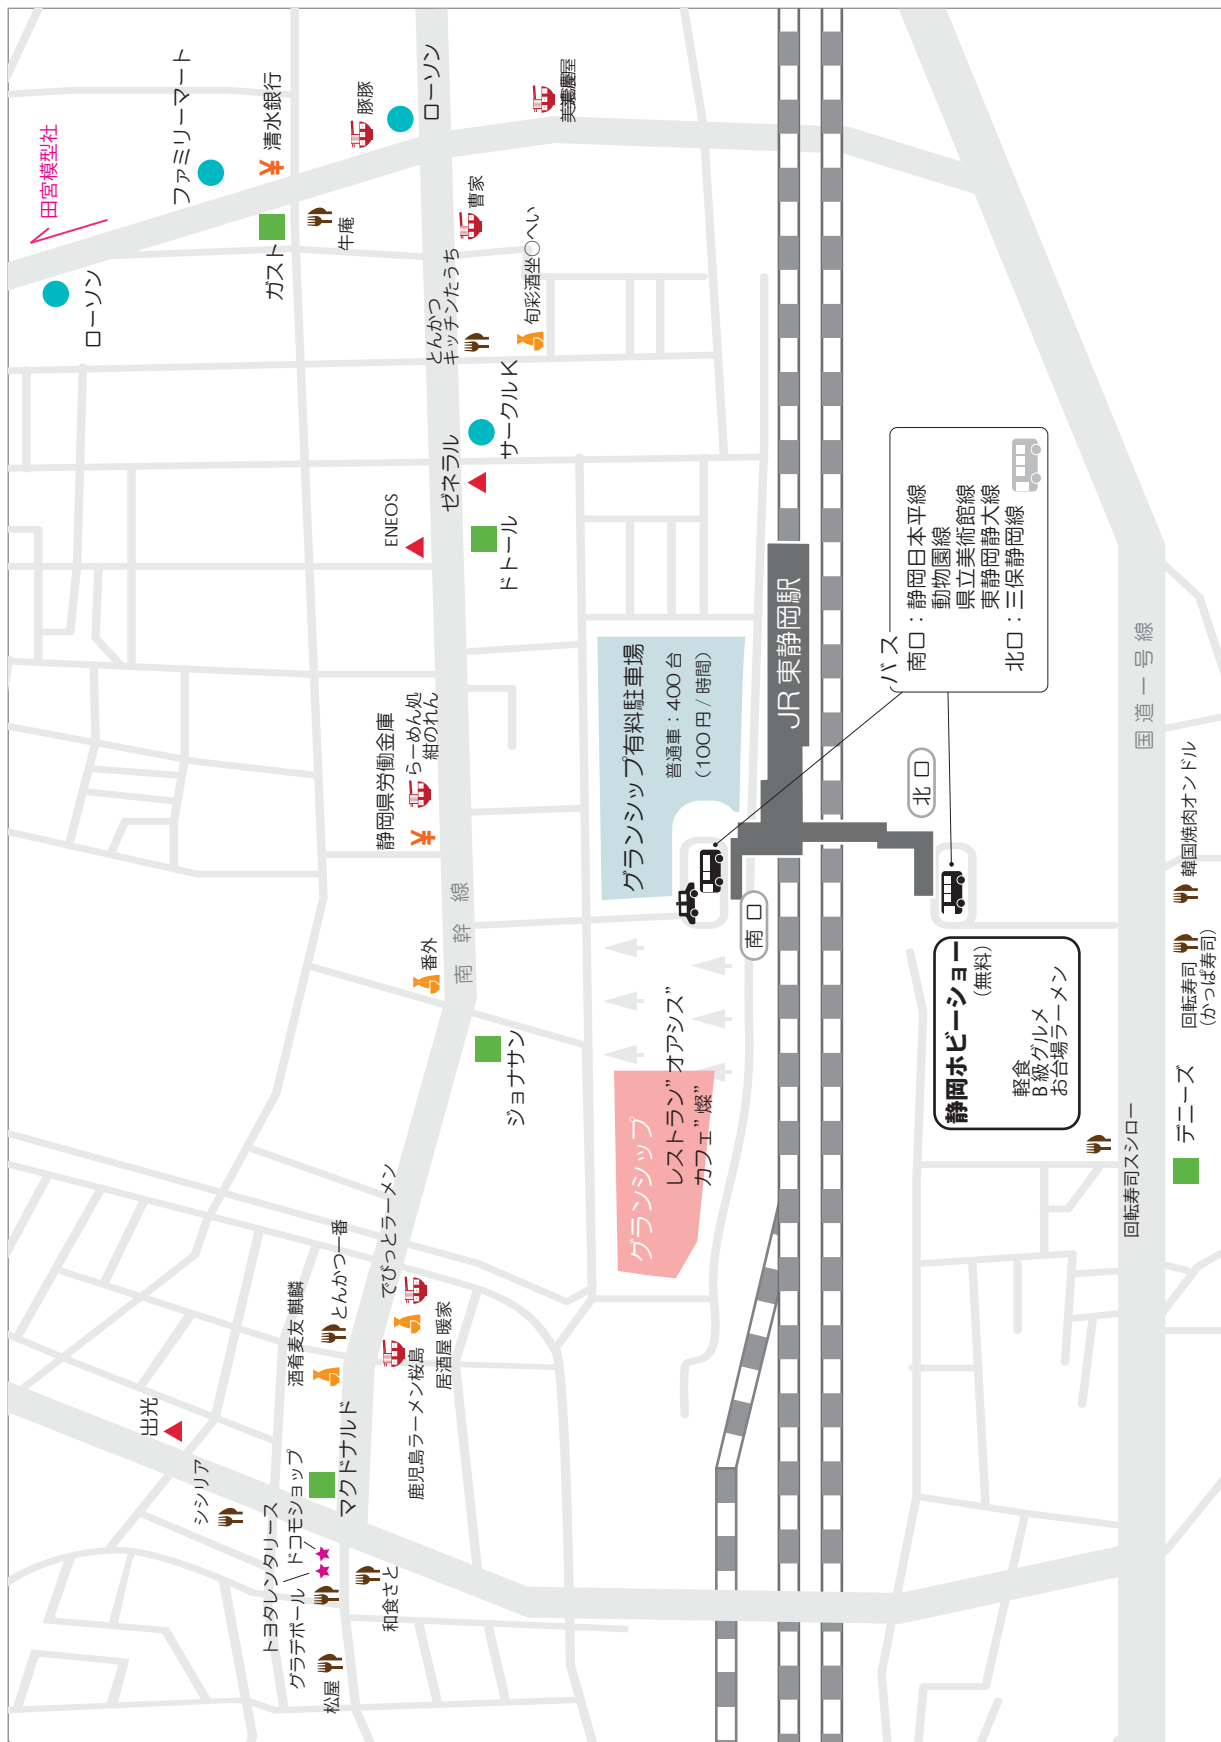 田宮模型社
ローソン
ファミリーマート
清水銀行
豚豚
ローソン
ガスト
牛庵
曹家
とんかつ
キッチンたうち
旬彩酒坐○へい
サークルK
ゼネラル
ENEOS
ドトール
静岡県労働金庫
らーめん処
紺のれん
番外
南幹線
ジョナサン
グランシップ有料駐車場
普通車：400台
（100円/時間）
JR東静岡駅
南口
北口
バス
南口：静岡日本平線
動物園線
県立美術館線
東静岡静大線
北口：三保静岡線
グランシップ
レストラン”オアシス”
カフェ”燦”
静岡ホビーショー
（無料）
軽食
B級グルメ
お台場ラーメン
国道一号線
韓国焼肉オンドル
回転寿司
（かっぱ寿司）
デニーズ
回転寿司スシロー
でびっとラーメン
とんかつ一番
酒肴麦友 麒麟
居酒屋 暖家
鹿児島ラーメン桜島
マクドナルド
出光
シシリア
ドコモショップ
トヨタレンタリース
グラデポール
和食さと
松屋